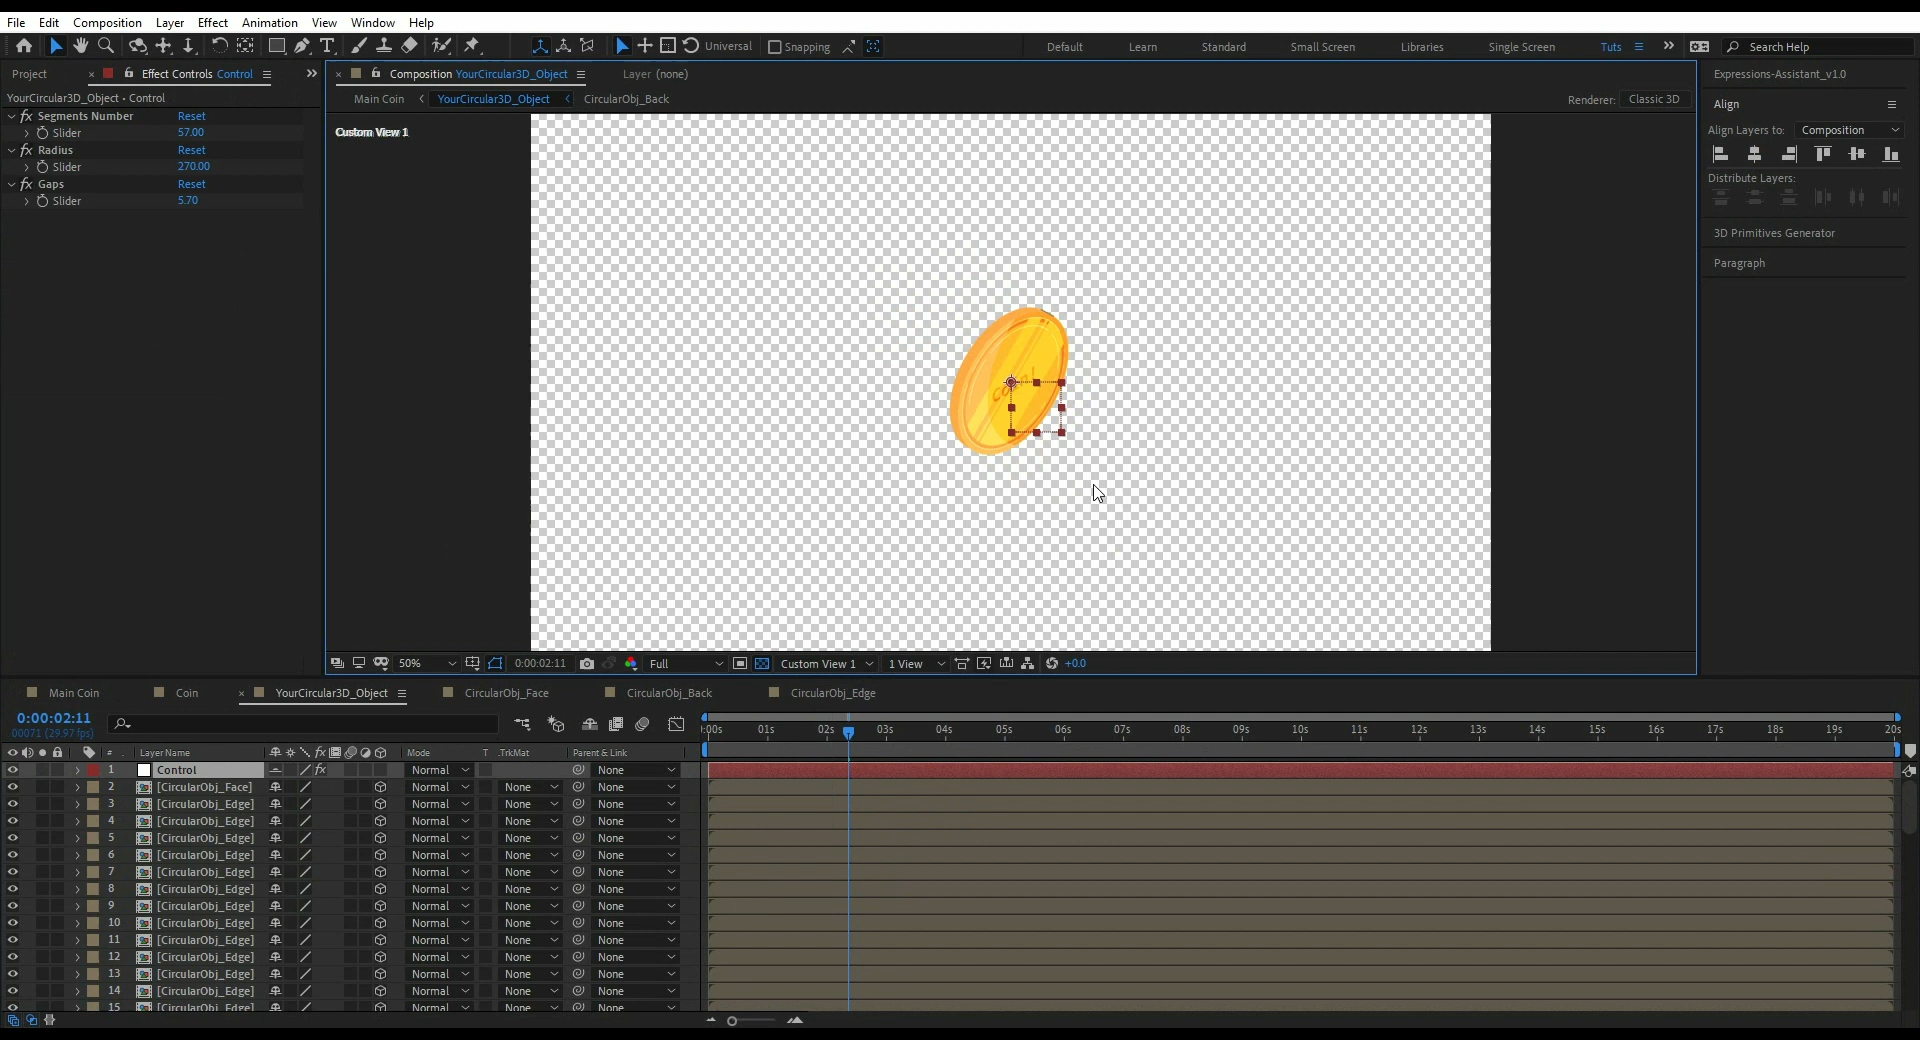 File Edit Composition Layer Effect Animation View Window Help
Universal Snapping Default Learn Standard Small Screen Libraries Single Screen Tuts Search Help
Project Effect Controls Control
YourCircular3D_Object • Control
fx Segments Number Reset
Slider 57.00
fx Radius Reset
Slider 270.00
fx Gaps Reset
Slider 5.70
Composition YourCircular3D_Object Layer (none)
Main Coin YourCircular3D_Object CircularObj_Back Renderer: Classic 3D
Custom View 1
50% 0:00:02:11 Full Custom View 1 1 View +0.0
Expressions-Assistant_v1.0
Align
Align Layers to: Composition
Distribute Layers:
3D Primitives Generator
Paragraph
Main Coin Coin YourCircular3D_Object CircularObj_Face CircularObj_Back CircularObj_Edge
0:00:02:11
00071 (29.97 fps)
:00s 01s 02s 03s 04s 05s 06s 07s 08s 09s 10s 11s 12s 13s 14s 15s 16s 17s 18s 19s 20s
# Layer Name fx Mode T .TrkMat Parent & Link
1 Control fx Normal None
2 [CircularObj_Face] Normal None None
3 [CircularObj_Edge] Normal None None
4 [CircularObj_Edge] Normal None None
5 [CircularObj_Edge] Normal None None
6 [CircularObj_Edge] Normal None None
7 [CircularObj_Edge] Normal None None
8 [CircularObj_Edge] Normal None None
9 [CircularObj_Edge] Normal None None
10 [CircularObj_Edge] Normal None None
11 [CircularObj_Edge] Normal None None
12 [CircularObj_Edge] Normal None None
13 [CircularObj_Edge] Normal None None
14 [CircularObj_Edge] Normal None None
15 [CircularObj_Edge] Normal None None